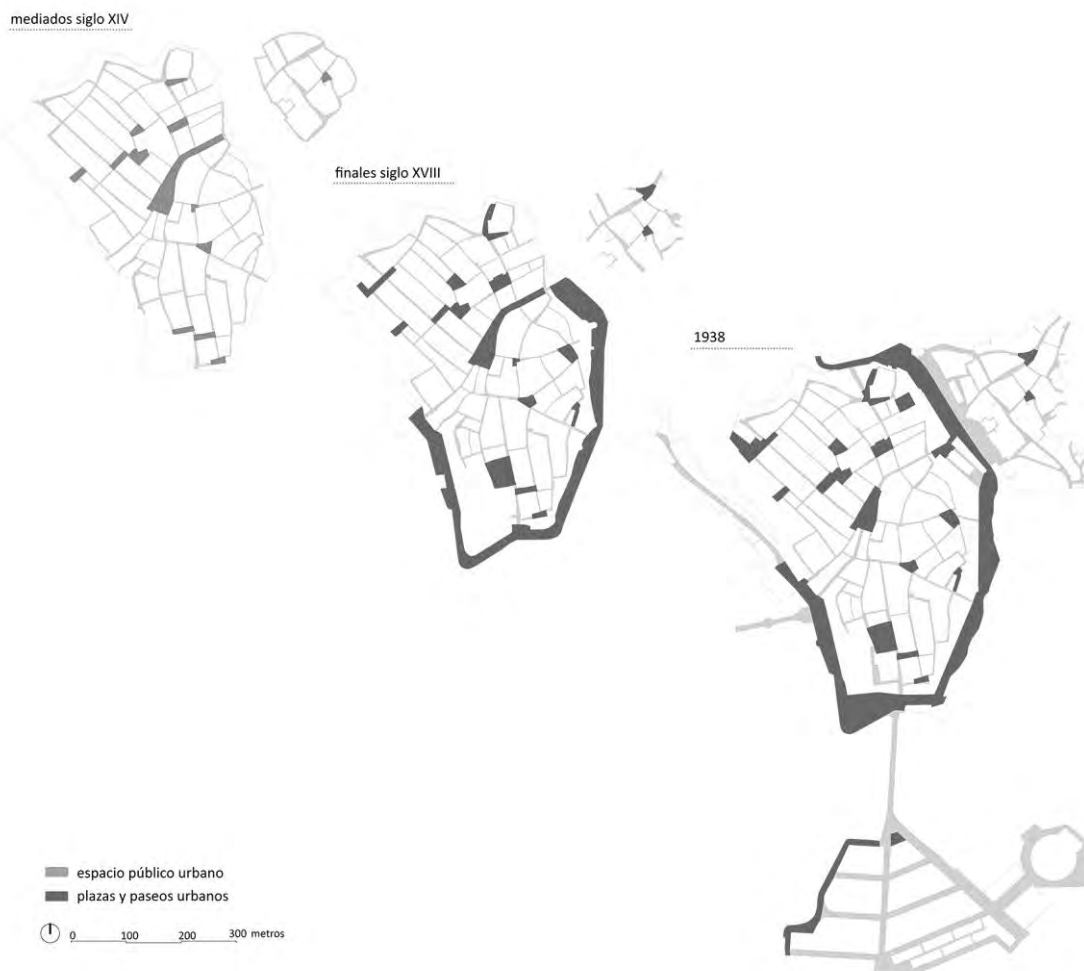 mediados siglo XIV
finales siglo XVIII
1938
espacio público urbano
plazas y paseos urbanos
0 100 200 300 metros